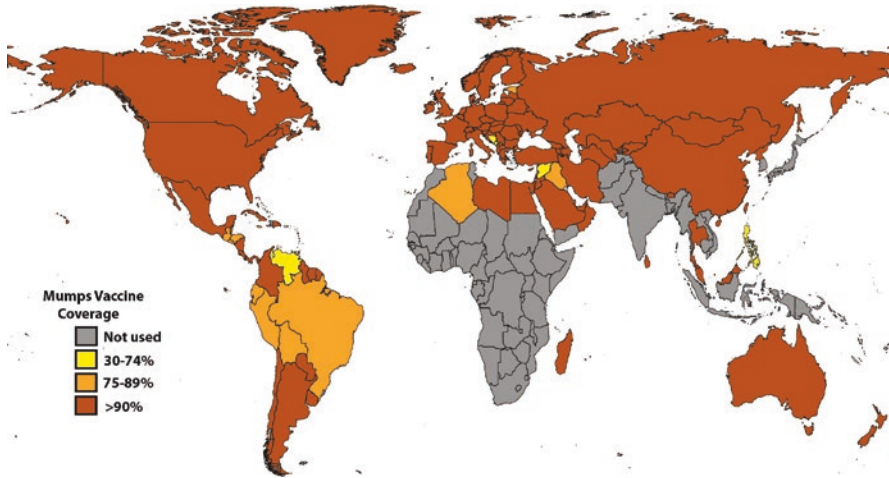 Mumps Vaccine
Coverage
Not used
30-74%
75-89%
>90%